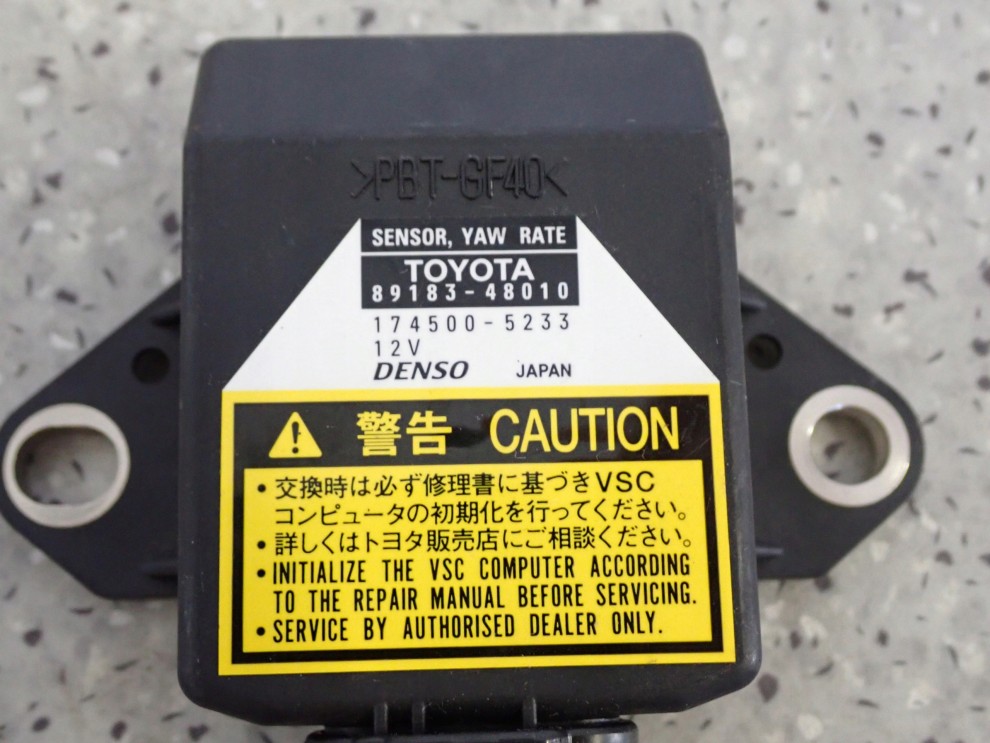 >PBT-GF40<
SENSOR, YAW RATE
TOYOTA
89183-48010
174500-5233
12V
DENSO JAPAN
警告 CAUTION
•交換時は必ず修理書に基づきVSC
コンピュータの初期化を行ってください。
•詳しくはトヨタ販売店にご相談ください。
•INITIALIZE THE VSC COMPUTER ACCORDING
TO THE REPAIR MANUAL BEFORE SERVICING.
•SERVICE BY AUTHORISED DEALER ONLY.